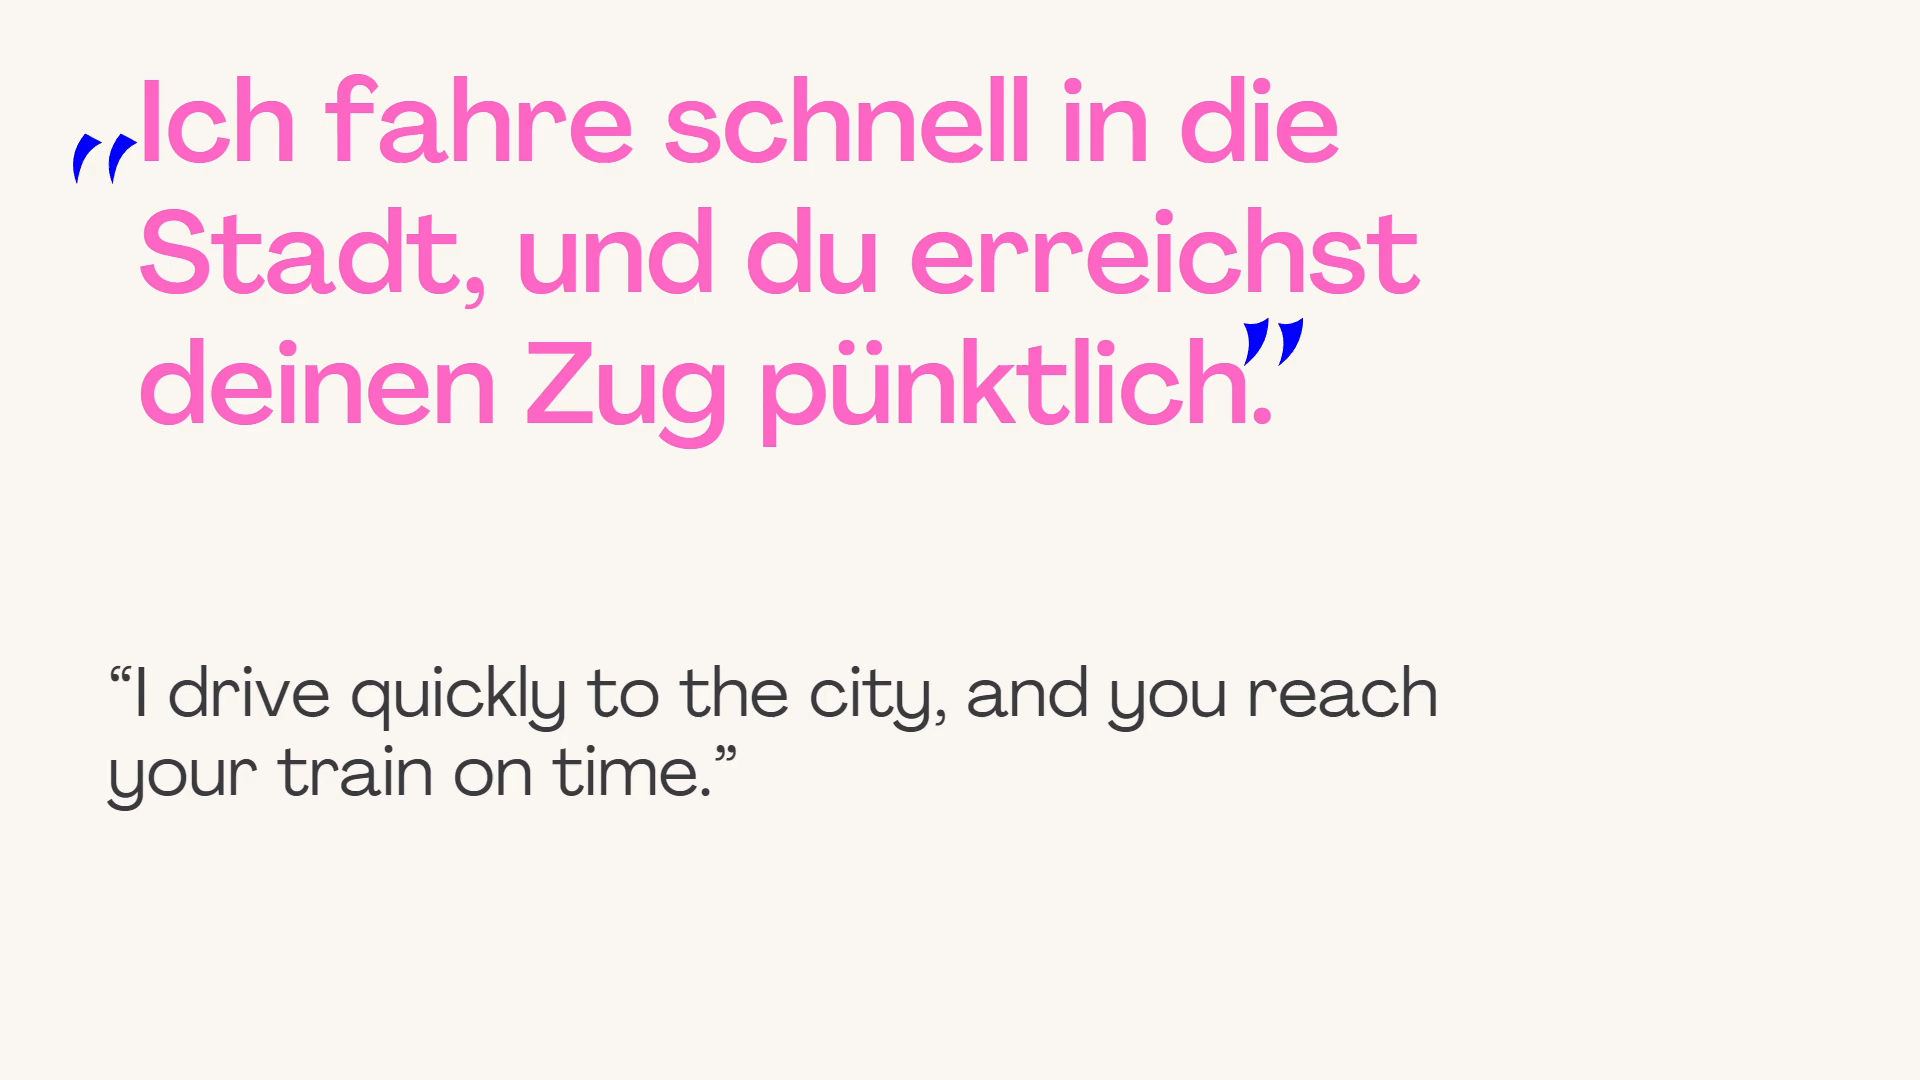 „Ich fahre schnell in die
Stadt, und du erreichst
deinen Zug pünktlich.”
“I drive quickly to the city, and you reach
your train on time.”